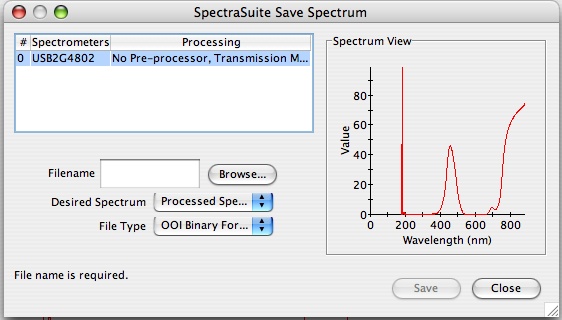 SpectraSuite Save Spectrum
# Spectrometers Processing
0 USB2G4802 No Pre-processor, Transmission M...
Filename Browse...
Desired Spectrum Processed Spe...
File Type OOI Binary For...
File name is required.
Spectrum View
Value
80
60
40
20
0
0 200 400 600 800
Wavelength (nm)
Save Close